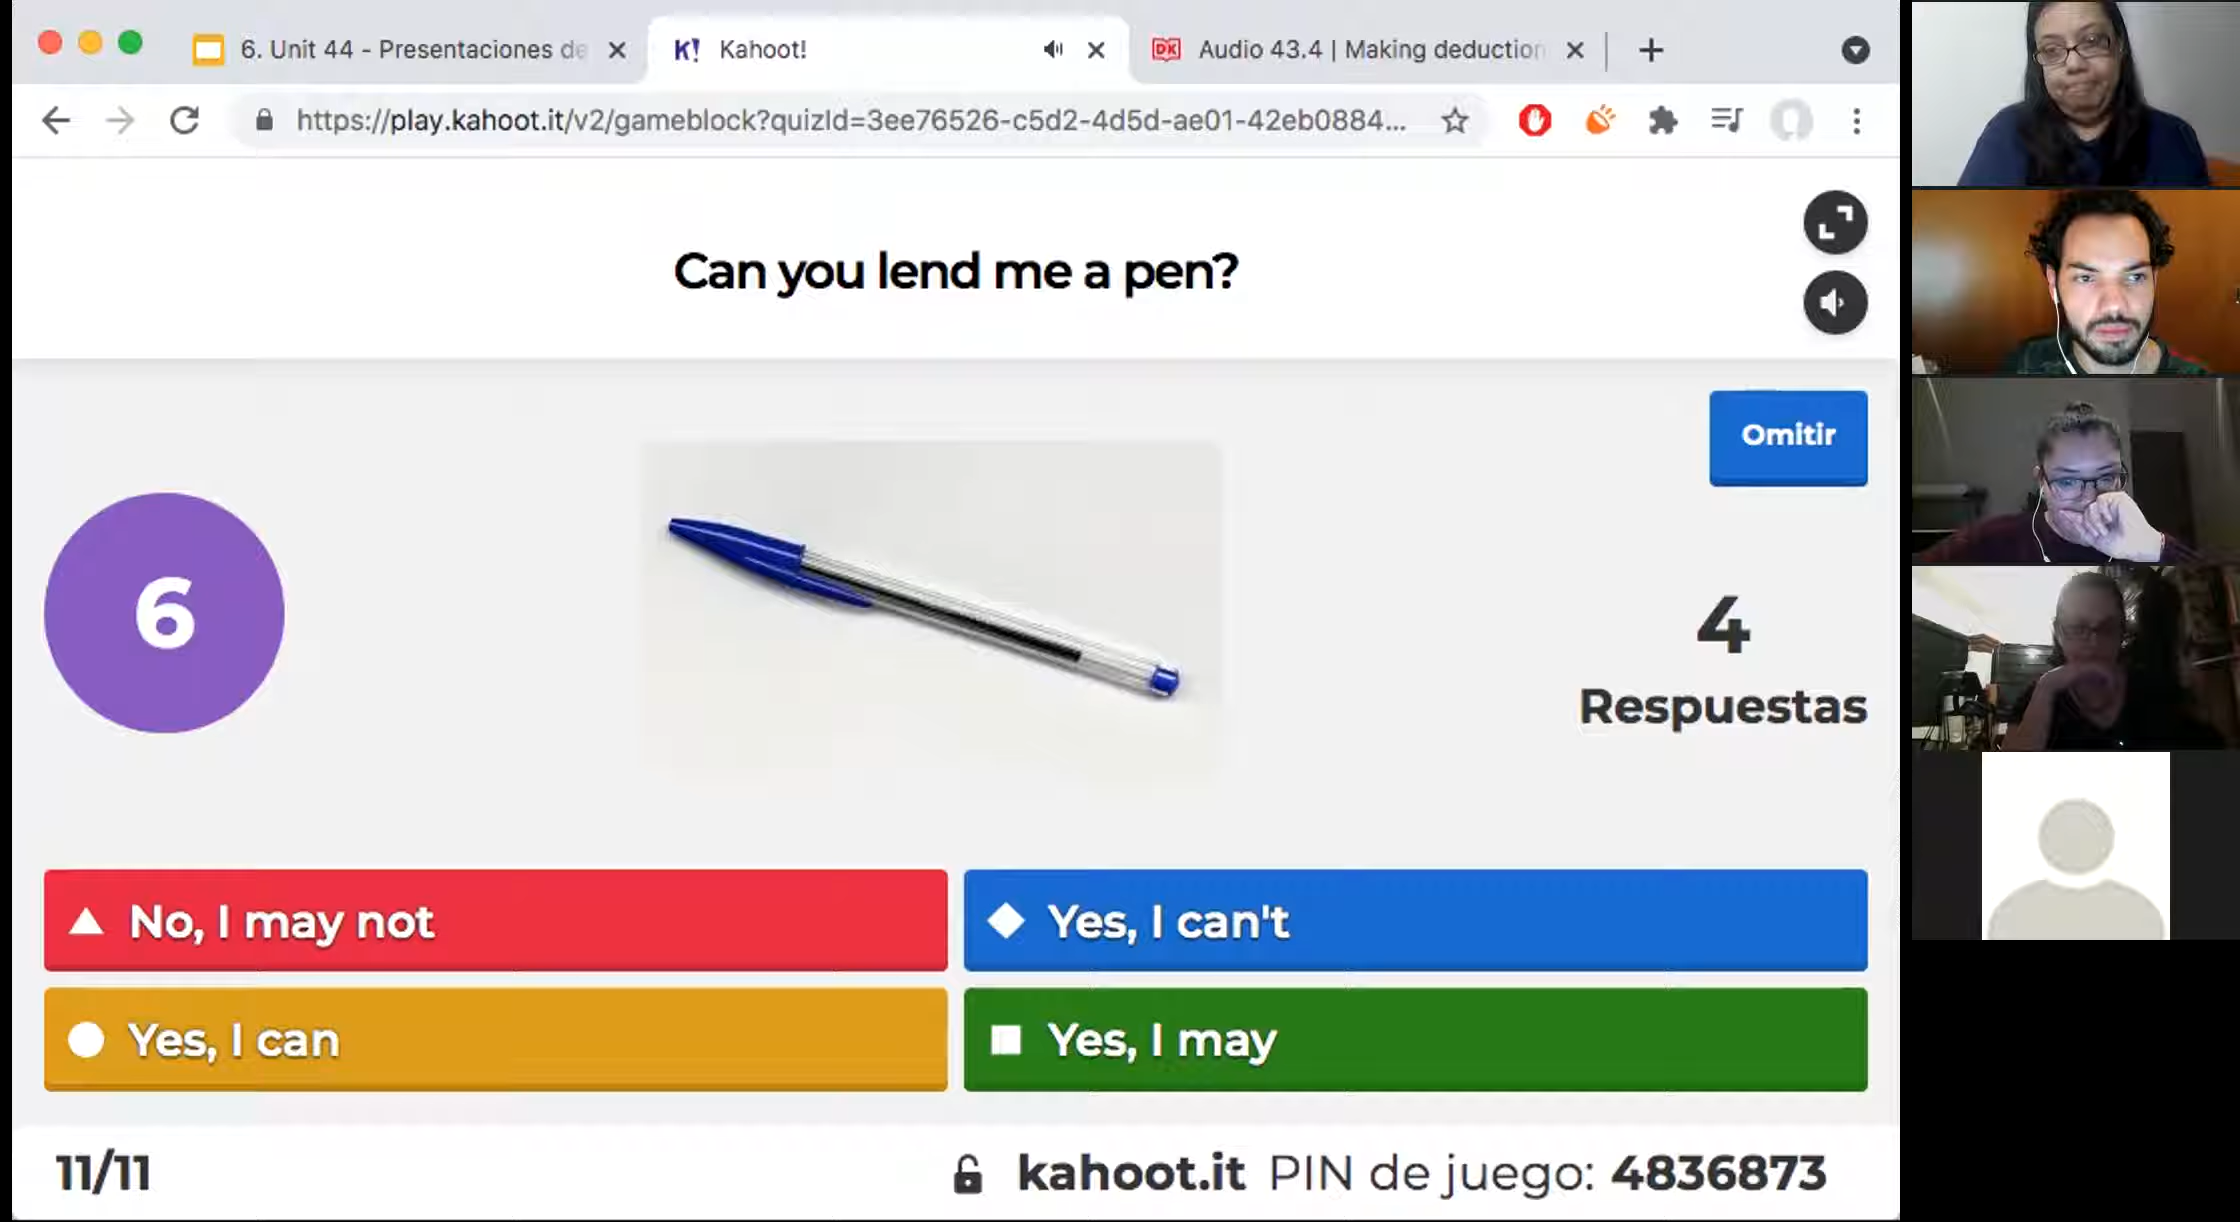 6. Unit 44 - Presentaciones de
K! Kahoot!
DK Audio 43.4 | Making deduction
https://play.kahoot.it/v2/gameblock?quizId=3ee76526-c5d2-4d5d-ae01-42eb0884...
Can you lend me a pen?
Omitir
6
4
Respuestas
No, I may not
Yes, I can't
Yes, I can
Yes, I may
11/11
kahoot.it PIN de juego: 4836873